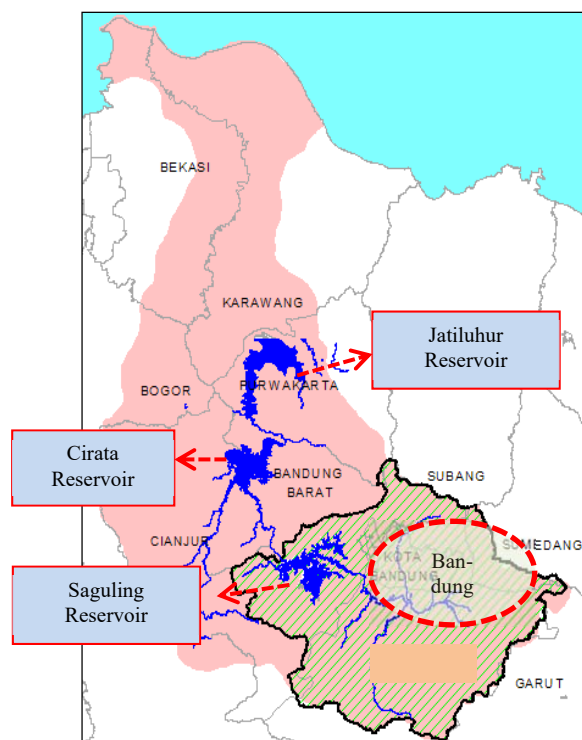 BEKASI
KARAWANG
Jatiluhur
Reservoir
PURWAKARTA
BOGOR
Cirata
Reservoir
BANDUNG
BARAT
SUBANG
CIANJUR
SUMEDANG
KOTA
BANDUNG
Ban-
dung
Saguling
Reservoir
GARUT